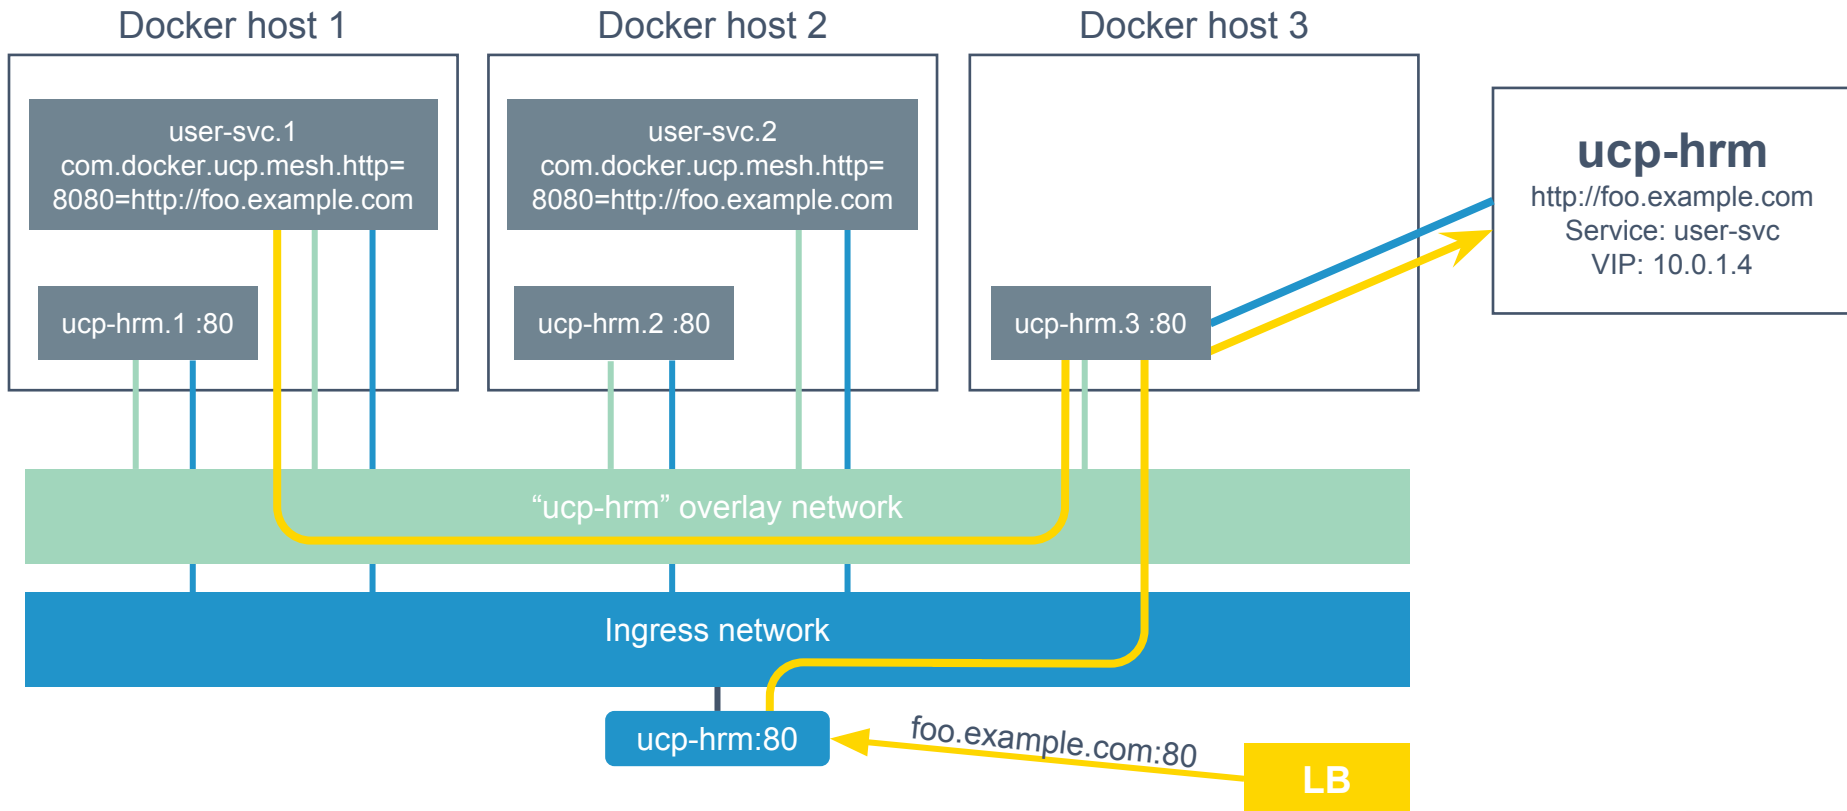 Docker host 1
Docker host 2
Docker host 3
user-svc.1
com.docker.ucp.mesh.http=
8080=http://foo.example.com
user-svc.2
com.docker.ucp.mesh.http=
8080=http://foo.example.com
ucp-hrm
http://foo.example.com
Service: user-svc
VIP: 10.0.1.4
ucp-hrm.1 :80
ucp-hrm.2 :80
ucp-hrm.3 :80
“ucp-hrm” overlay network
Ingress network
ucp-hrm:80
foo.example.com:80
LB